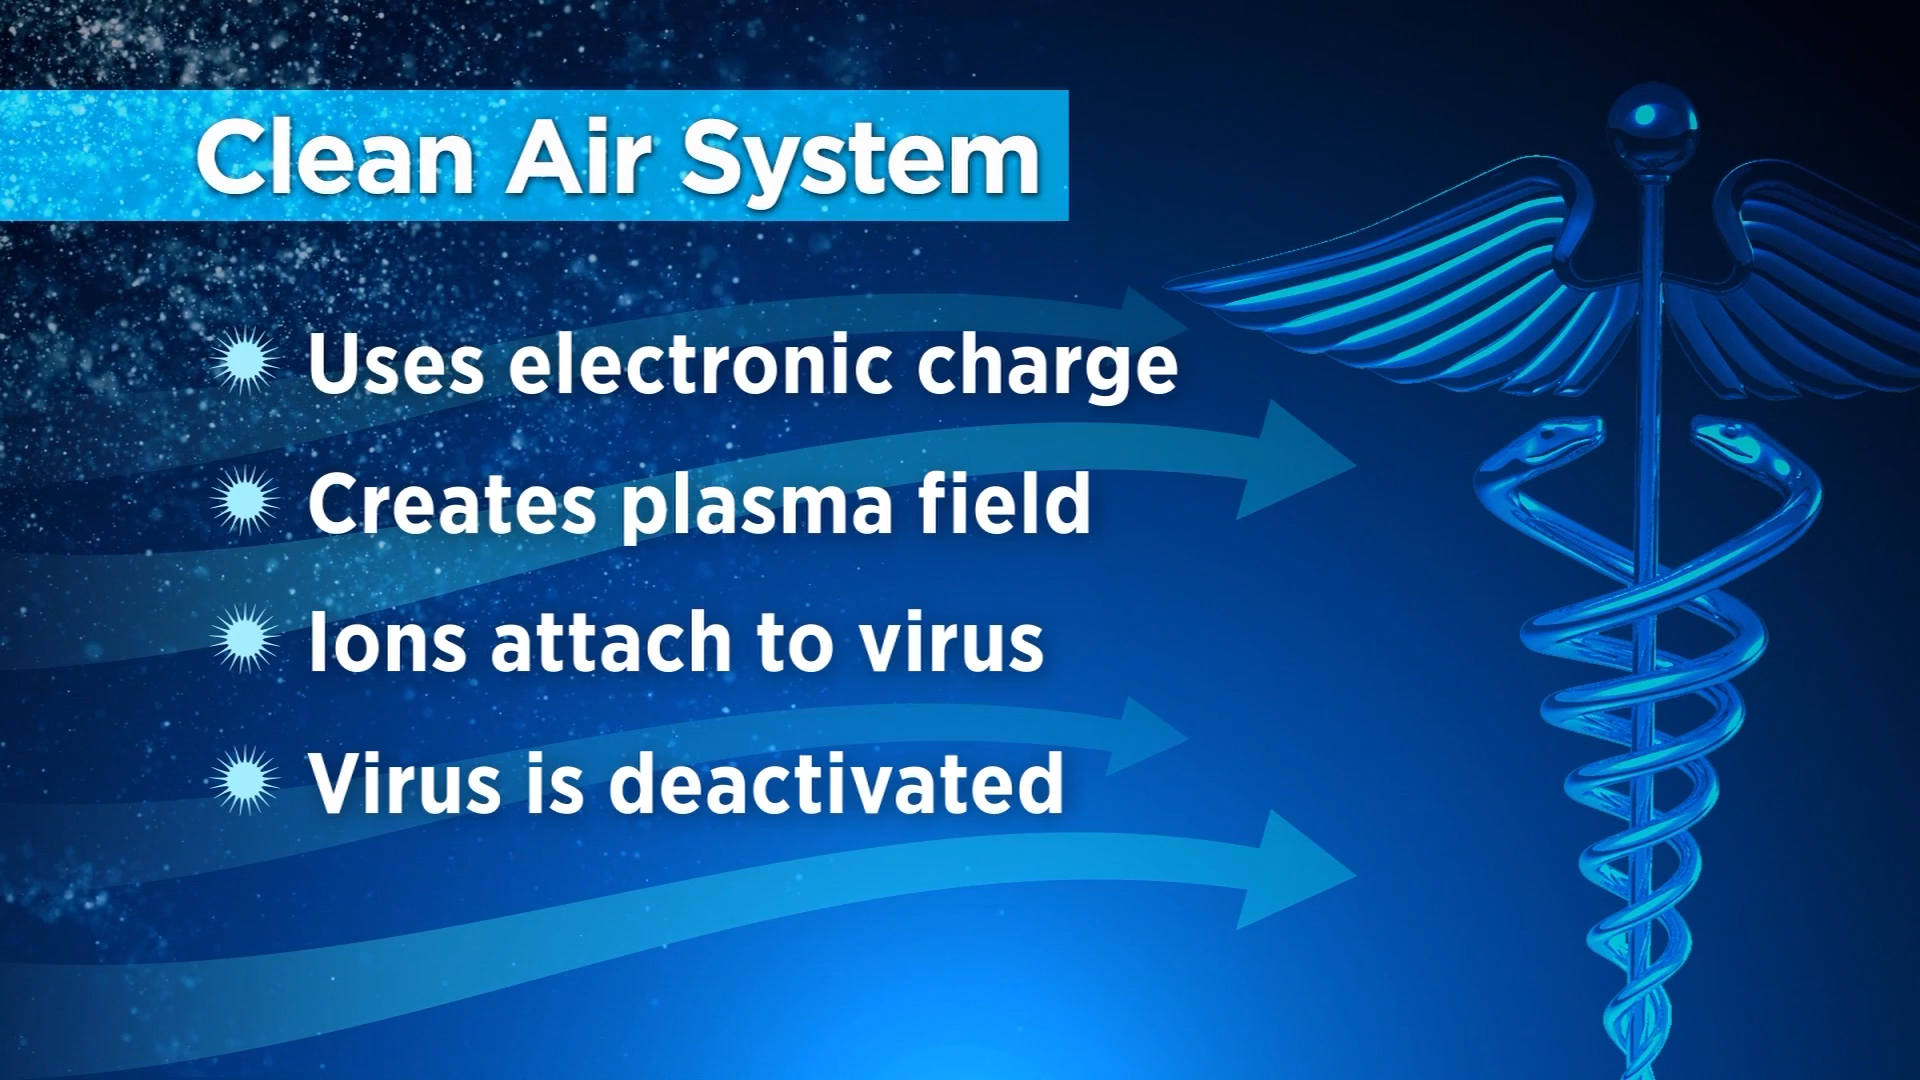 Clean Air System
Uses electronic charge
Creates plasma field
Ions attach to virus
Virus is deactivated